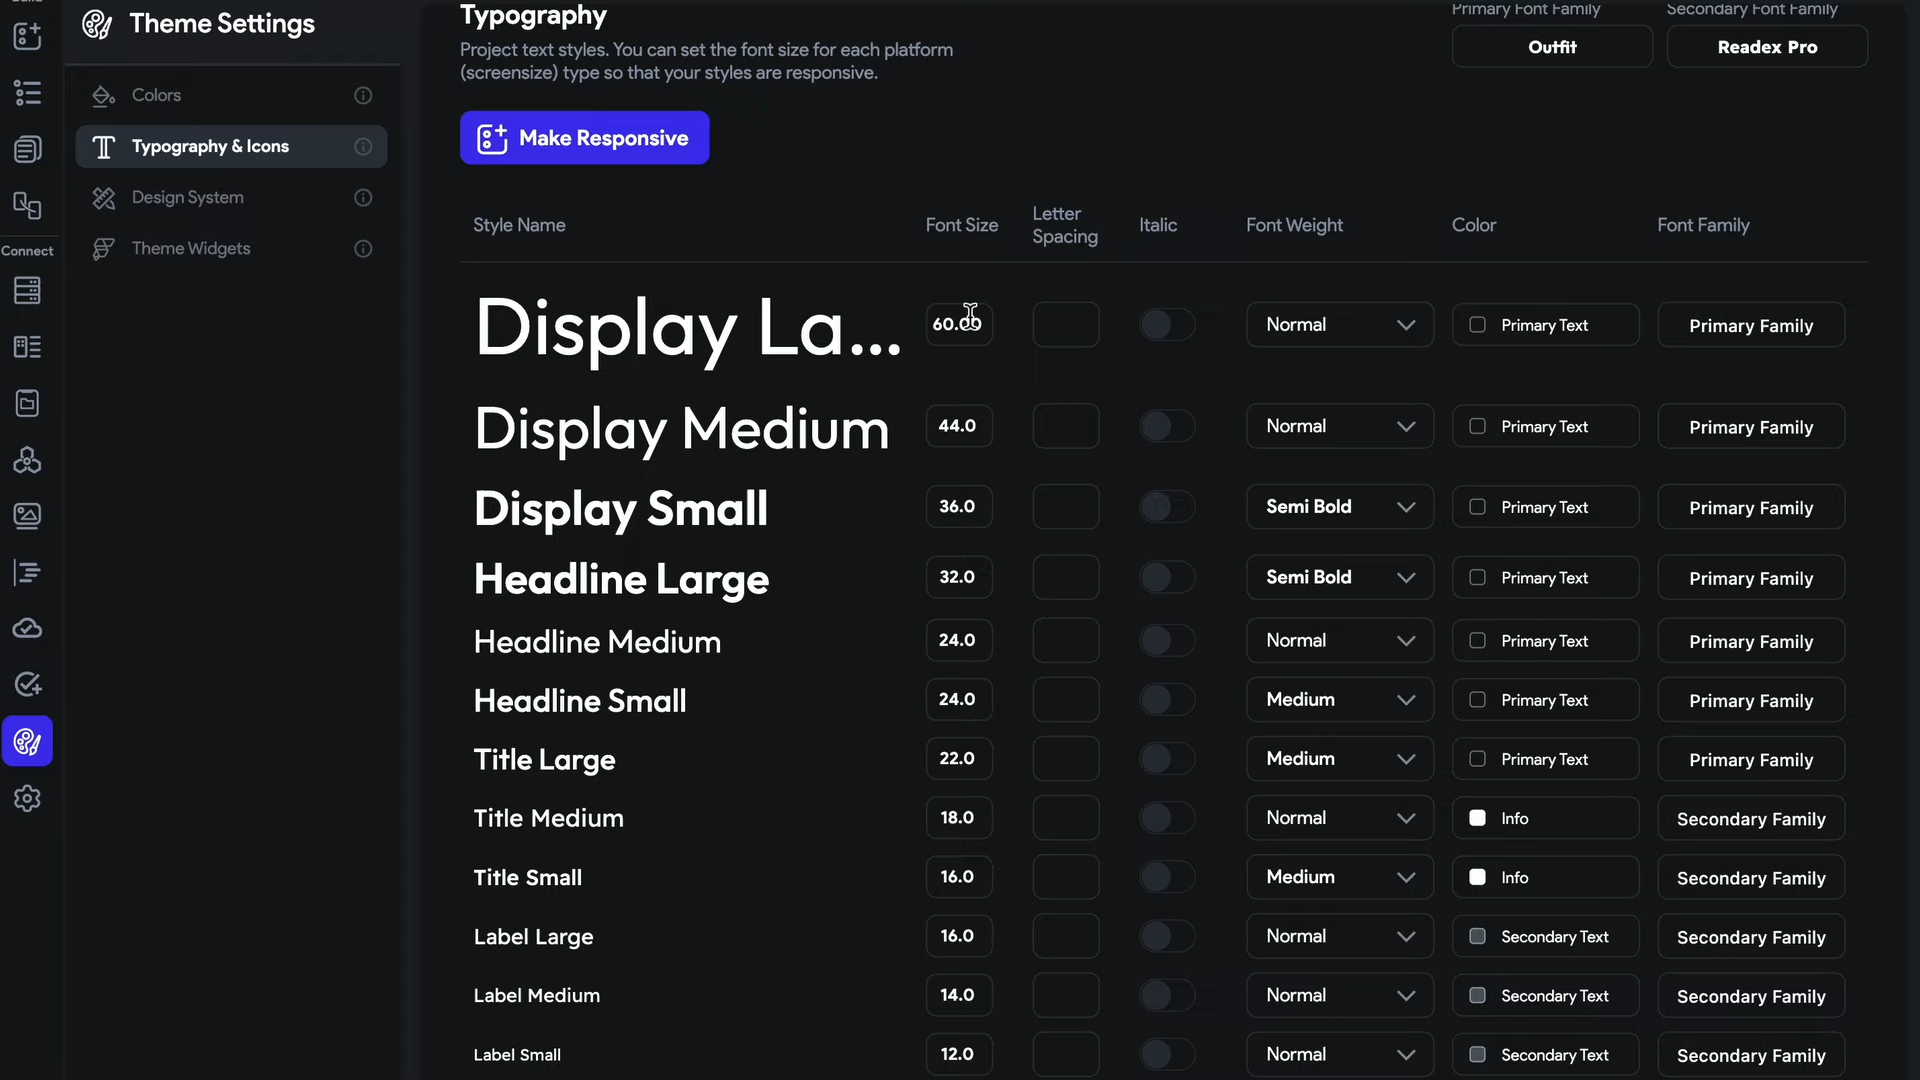 Theme Settings
Colors
Typography & Icons
Design System
Theme Widgets
Connect
Typography
Project text styles. You can set the font size for each platform
(screensize) type so that your styles are responsive.
Primary Font Family
Secondary Font Family
Outfit
Readex Pro
Make Responsive
Style Name Font Size Letter Spacing Italic Font Weight Color Font Family
Display La... 60.00 Normal Primary Text Primary Family
Display Medium 44.0 Normal Primary Text Primary Family
Display Small 36.0 Semi Bold Primary Text Primary Family
Headline Large 32.0 Semi Bold Primary Text Primary Family
Headline Medium 24.0 Normal Primary Text Primary Family
Headline Small 24.0 Medium Primary Text Primary Family
Title Large 22.0 Medium Primary Text Primary Family
Title Medium 18.0 Normal Info Secondary Family
Title Small 16.0 Medium Info Secondary Family
Label Large 16.0 Normal Secondary Text Secondary Family
Label Medium 14.0 Normal Secondary Text Secondary Family
Label Small 12.0 Normal Secondary Text Secondary Family